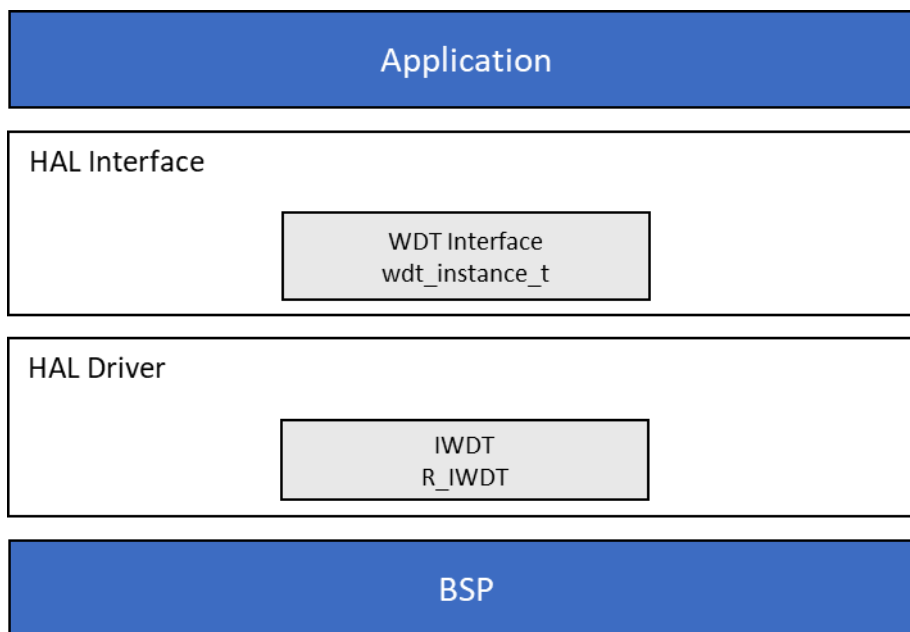 Application
HAL Interface
WDT Interface
wdt_instance_t
HAL Driver
IWDT
R_IWDT
BSP